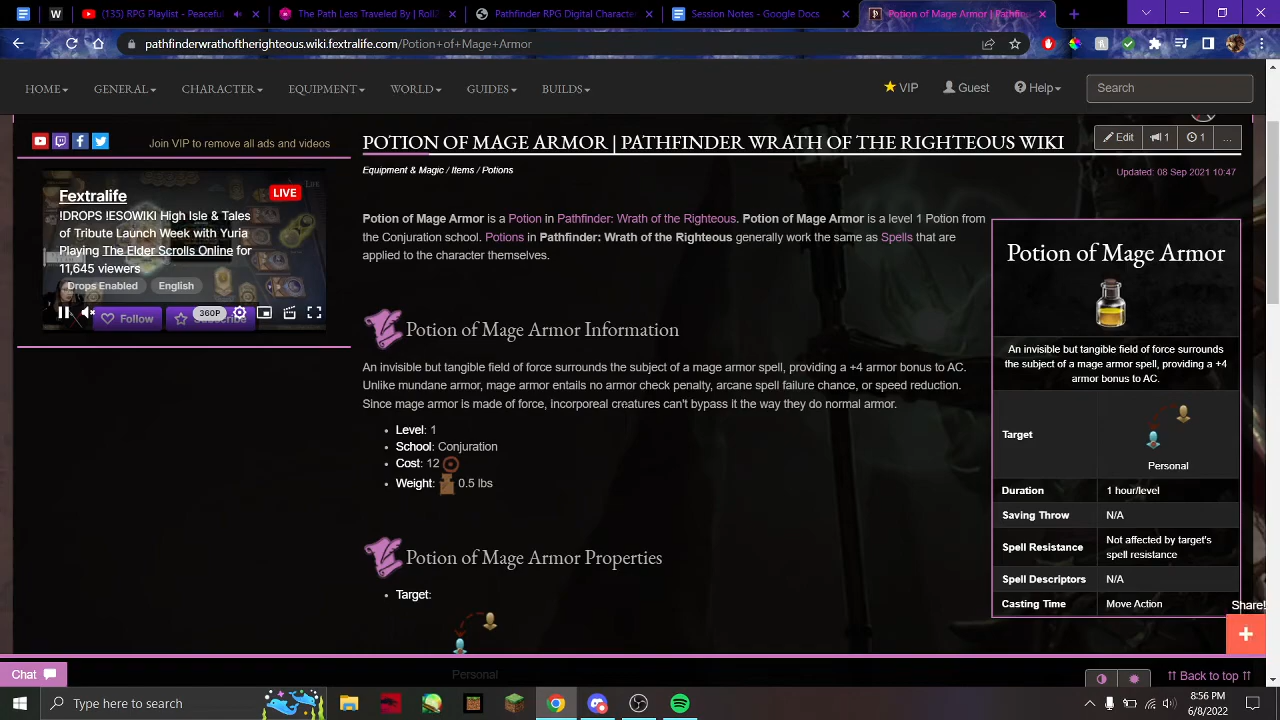 (135) RPG Playlist - Peaceful
The Path Less Traveled By | Roll2
Pathfinder RPG Digital Character
Session Notes - Google Docs
Potion of Mage Armor | Pathfin
pathfinderwrathoftherighteous.wiki.fextralife.com/Potion+of+Mage+Armor
HOME GENERAL CHARACTER EQUIPMENT WORLD GUIDES BUILDS VIP Guest Help Search
Join VIP to remove all ads and videos
POTION OF MAGE ARMOR | PATHFINDER WRATH OF THE RIGHTEOUS WIKI
Edit 1 1 ...
Equipment & Magic / Items / Potions
Updated: 08 Sep 2021 10:47
Fextralife
LIVE
!DROPS !ESOWIKI High Isle & Tales
of Tribute Launch Week with Yuria
Playing The Elder Scrolls Online for
11,645 viewers
Drops Enabled English
360P
Follow Subscribe
Potion of Mage Armor is a Potion in Pathfinder: Wrath of the Righteous. Potion of Mage Armor is a level 1 Potion from
the Conjuration school. Potions in Pathfinder: Wrath of the Righteous generally work the same as Spells that are
applied to the character themselves.
Potion of Mage Armor Information
An invisible but tangible field of force surrounds the subject of a mage armor spell, providing a +4 armor bonus to AC.
Unlike mundane armor, mage armor entails no armor check penalty, arcane spell failure chance, or speed reduction.
Since mage armor is made of force, incorporeal creatures can't bypass it the way they do normal armor.
Level: 1
School: Conjuration
Cost: 12
Weight: 0.5 lbs
Potion of Mage Armor Properties
Target:
Personal
Potion of Mage Armor
An invisible but tangible field of force surrounds
the subject of a mage armor spell, providing a +4
armor bonus to AC.
Target
Personal
Duration 1 hour/level
Saving Throw N/A
Spell Resistance Not affected by target's
spell resistance
Spell Descriptors N/A
Casting Time Move Action
Share!
+
Chat
Back to top
Type here to search
8:56 PM
6/8/2022